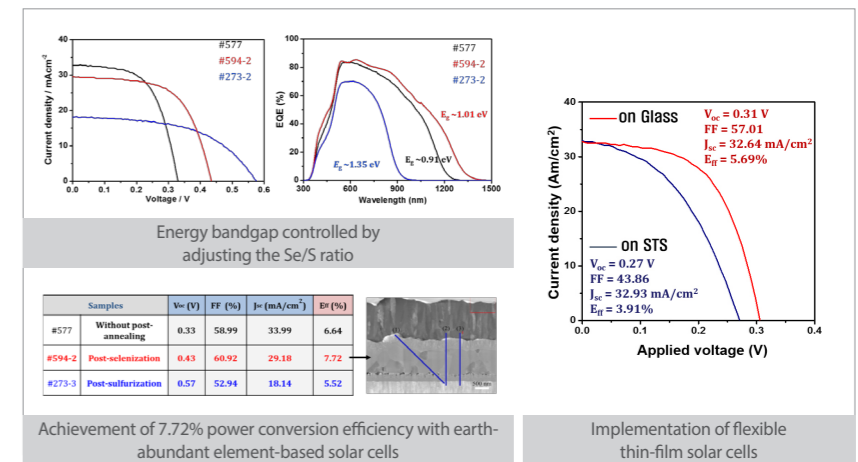 #577
#594-2
#273-2
Current density / mAcm-2
40
30
20
10
0
0.0 0.1 0.2 0.3 0.4 0.5 0.6
Voltage / V
#577
#594-2
#273-2
EQE (%)
100
80
60
40
20
0
Eg~1.01 eV
Eg~0.91 eV
Eg~1.35 eV
300 600 900 1200 1500
Wavelength (nm)
Energy bandgap controlled by
adjusting the Se/S ratio
Samples Voc (V) FF (%) Jsc (mA/cm2) Eff (%)
#577 Without post-annealing 0.33 58.99 33.99 6.64
#594-2 Post-selenization 0.43 60.92 29.18 7.72
#273-3 Post-sulfurization 0.57 52.94 18.14 5.52
(1) (2) (3)
500 nm
Achievement of 7.72% power conversion efficiency with earth-
abundant element-based solar cells
Current density (Am/cm2)
40
30
20
10
0
on Glass
Voc = 0.31 V
FF = 57.01
Jsc = 32.64 mA/cm2
Eff = 5.69%
on STS
Voc = 0.27 V
FF = 43.86
Jsc = 32.93 mA/cm2
Eff = 3.91%
0.0 0.1 0.2 0.3 0.4
Applied voltage (V)
Implementation of flexible
thin-film solar cells